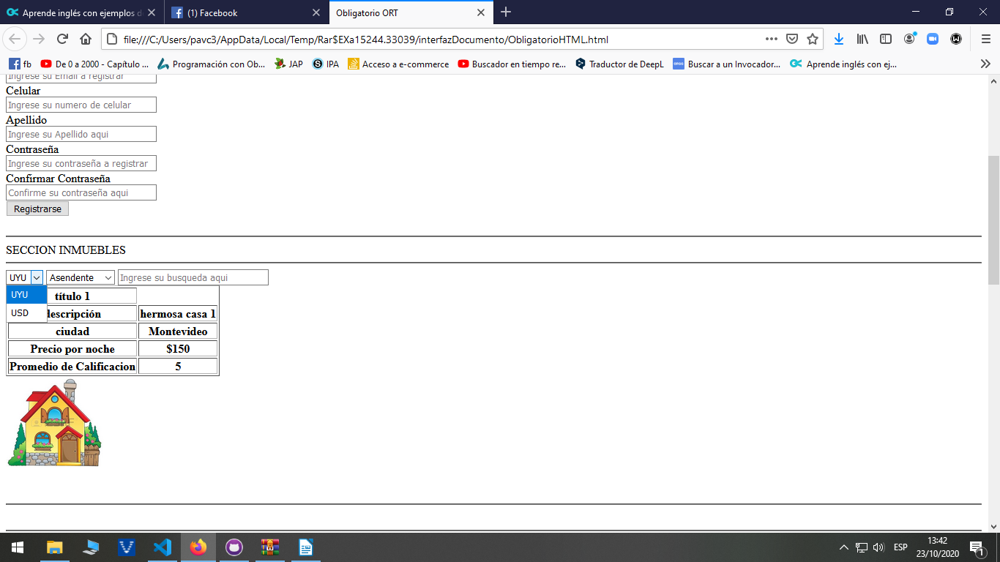 Aprende inglés con ejemplos d
(1) Facebook
Obligatorio ORT
file:///C:/Users/pavc3/AppData/Local/Temp/Rar$EXa15244.33039/interfazDocumento/ObligatorioHTML.html
fb
De 0 a 2000 - Capítulo ...
Programación con Ob...
JAP
IPA
Acceso a e-commerce
Buscador en tiempo re...
Traductor de DeepL
Buscar a un Invocador...
Aprende inglés con ej...
Ingrese su Email a registrar
Celular
Ingrese su numero de celular
Apellido
Ingrese su Apellido aqui
Contraseña
Ingrese su contraseña a registrar
Confirmar Contraseña
Confirme su contraseña aqui
Registrarse
SECCION INMUEBLES
UYU Asendente Ingrese su busqueda aqui
UYU
USD
título 1
descripción hermosa casa 1
ciudad Montevideo
Precio por noche $150
Promedio de Calificacion 5
ESP
13:42
23/10/2020
1